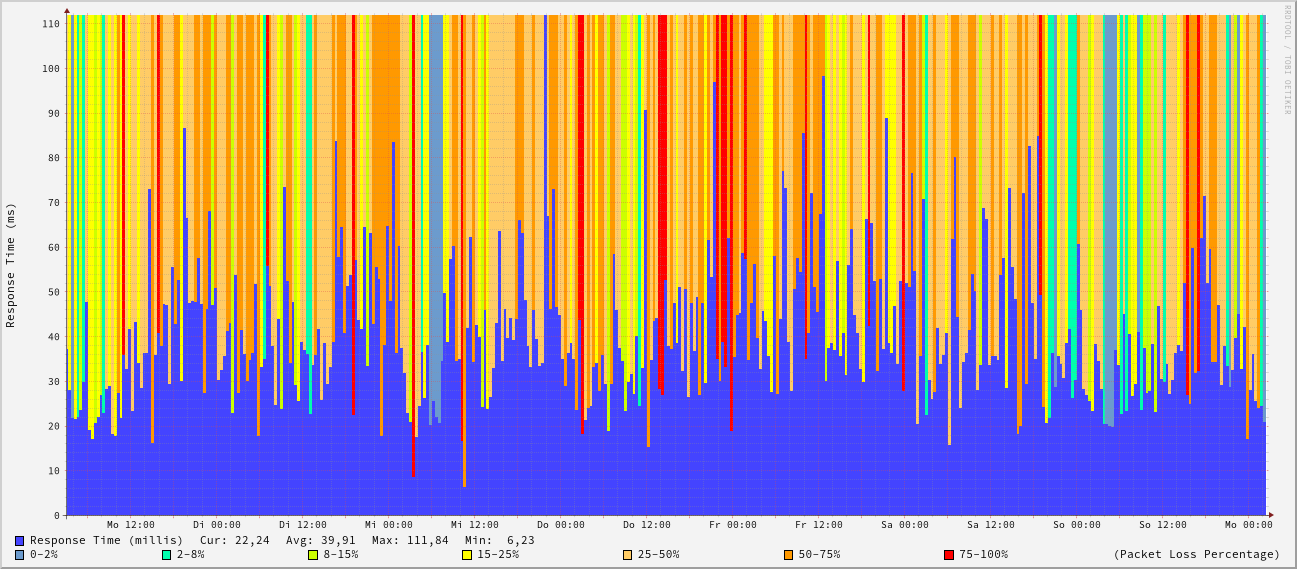 RRDTOOL / TOBI OETIKER
Response Time (ms)
110
100
90
80
70
60
50
40
30
20
10
0
Mo 12:00 Di 00:00 Di 12:00 Mi 00:00 Mi 12:00 Do 00:00 Do 12:00 Fr 00:00 Fr 12:00 Sa 00:00 Sa 12:00 So 00:00 So 12:00 Mo 00:00
Response Time (millis) Cur: 22,24 Avg: 39,91 Max: 111,84 Min: 6,23
0-2% 2-8% 8-15% 15-25% 25-50% 50-75% 75-100% (Packet Loss Percentage)